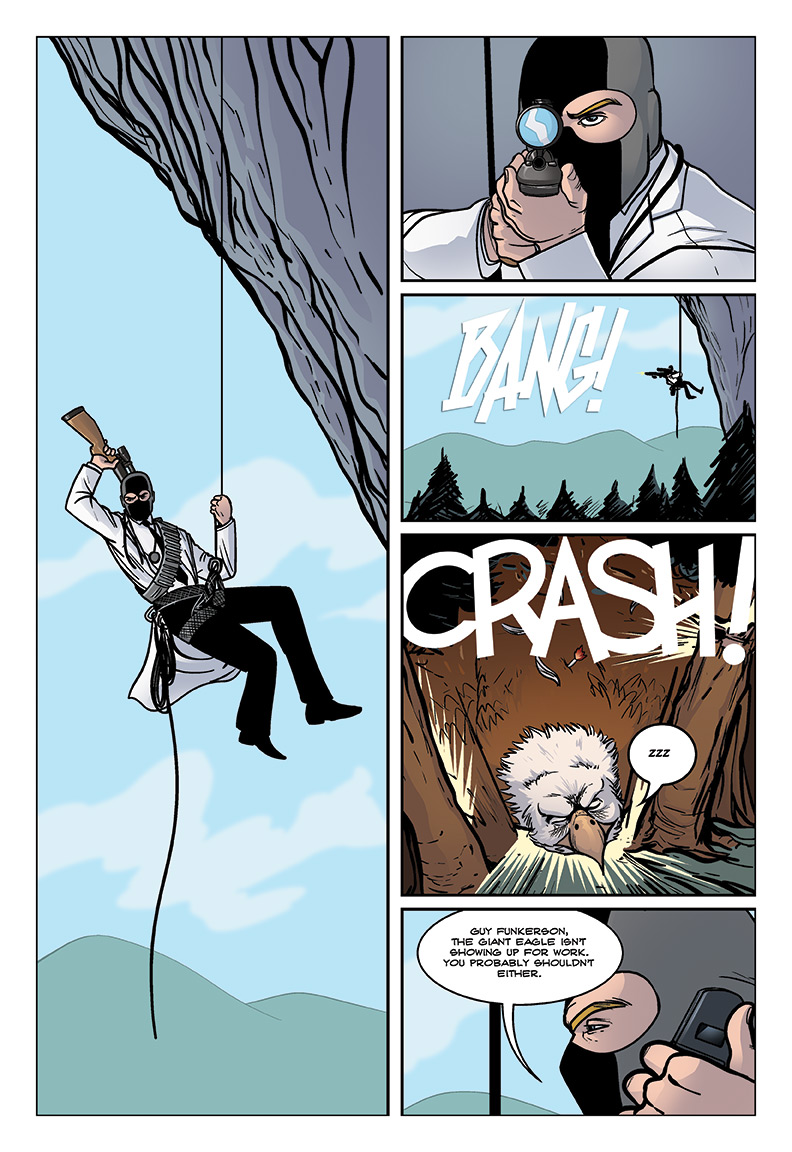 BANG!
CRASH!
ZZZ
GUY FUNKERSON,
THE GIANT EAGLE ISN'T
SHOWING UP FOR WORK.
YOU PROBABLY SHOULDN'T
EITHER.